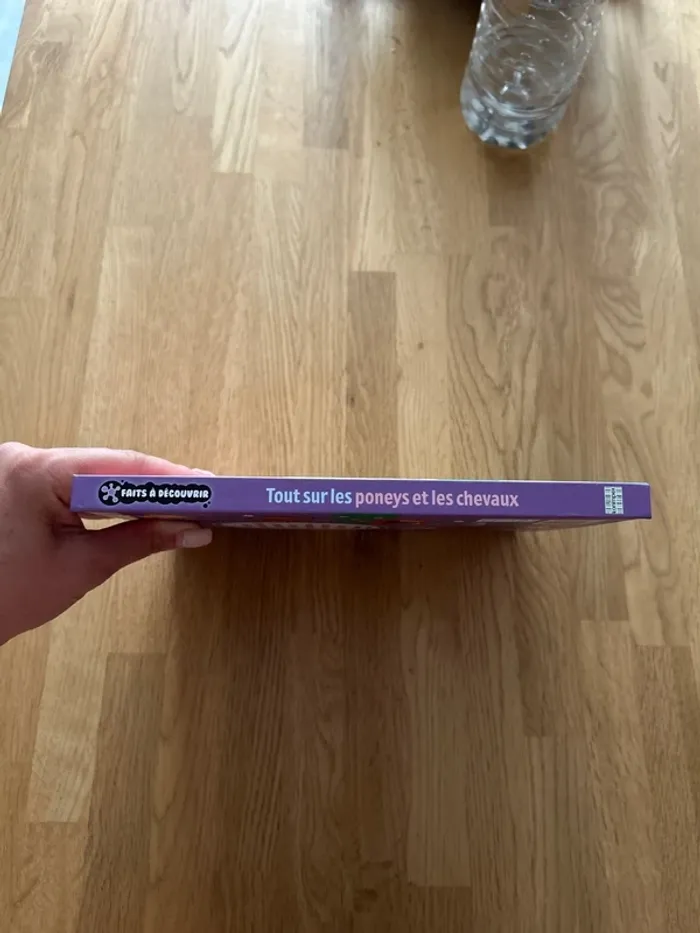 FAITS À DÉCOUVRIR
Tout sur les poneys et les chevaux